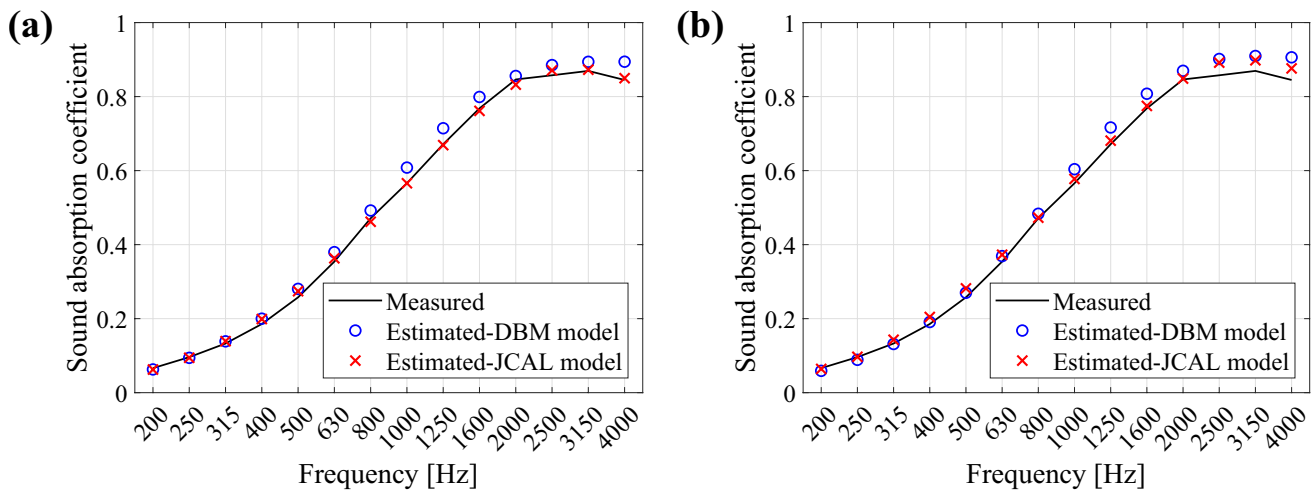 (a)
Sound absorption coefficient
1
0.8
0.6
0.4
0.2
0
Measured
Estimated-DBM model
Estimated-JCAL model
200 250 315 400 500 630 800 1000 1250 1600 2000 2500 3150 4000
Frequency [Hz]
(b)
Sound absorption coefficient
1
0.8
0.6
0.4
0.2
0
Measured
Estimated-DBM model
Estimated-JCAL model
200 250 315 400 500 630 800 1000 1250 1600 2000 2500 3150 4000
Frequency [Hz]